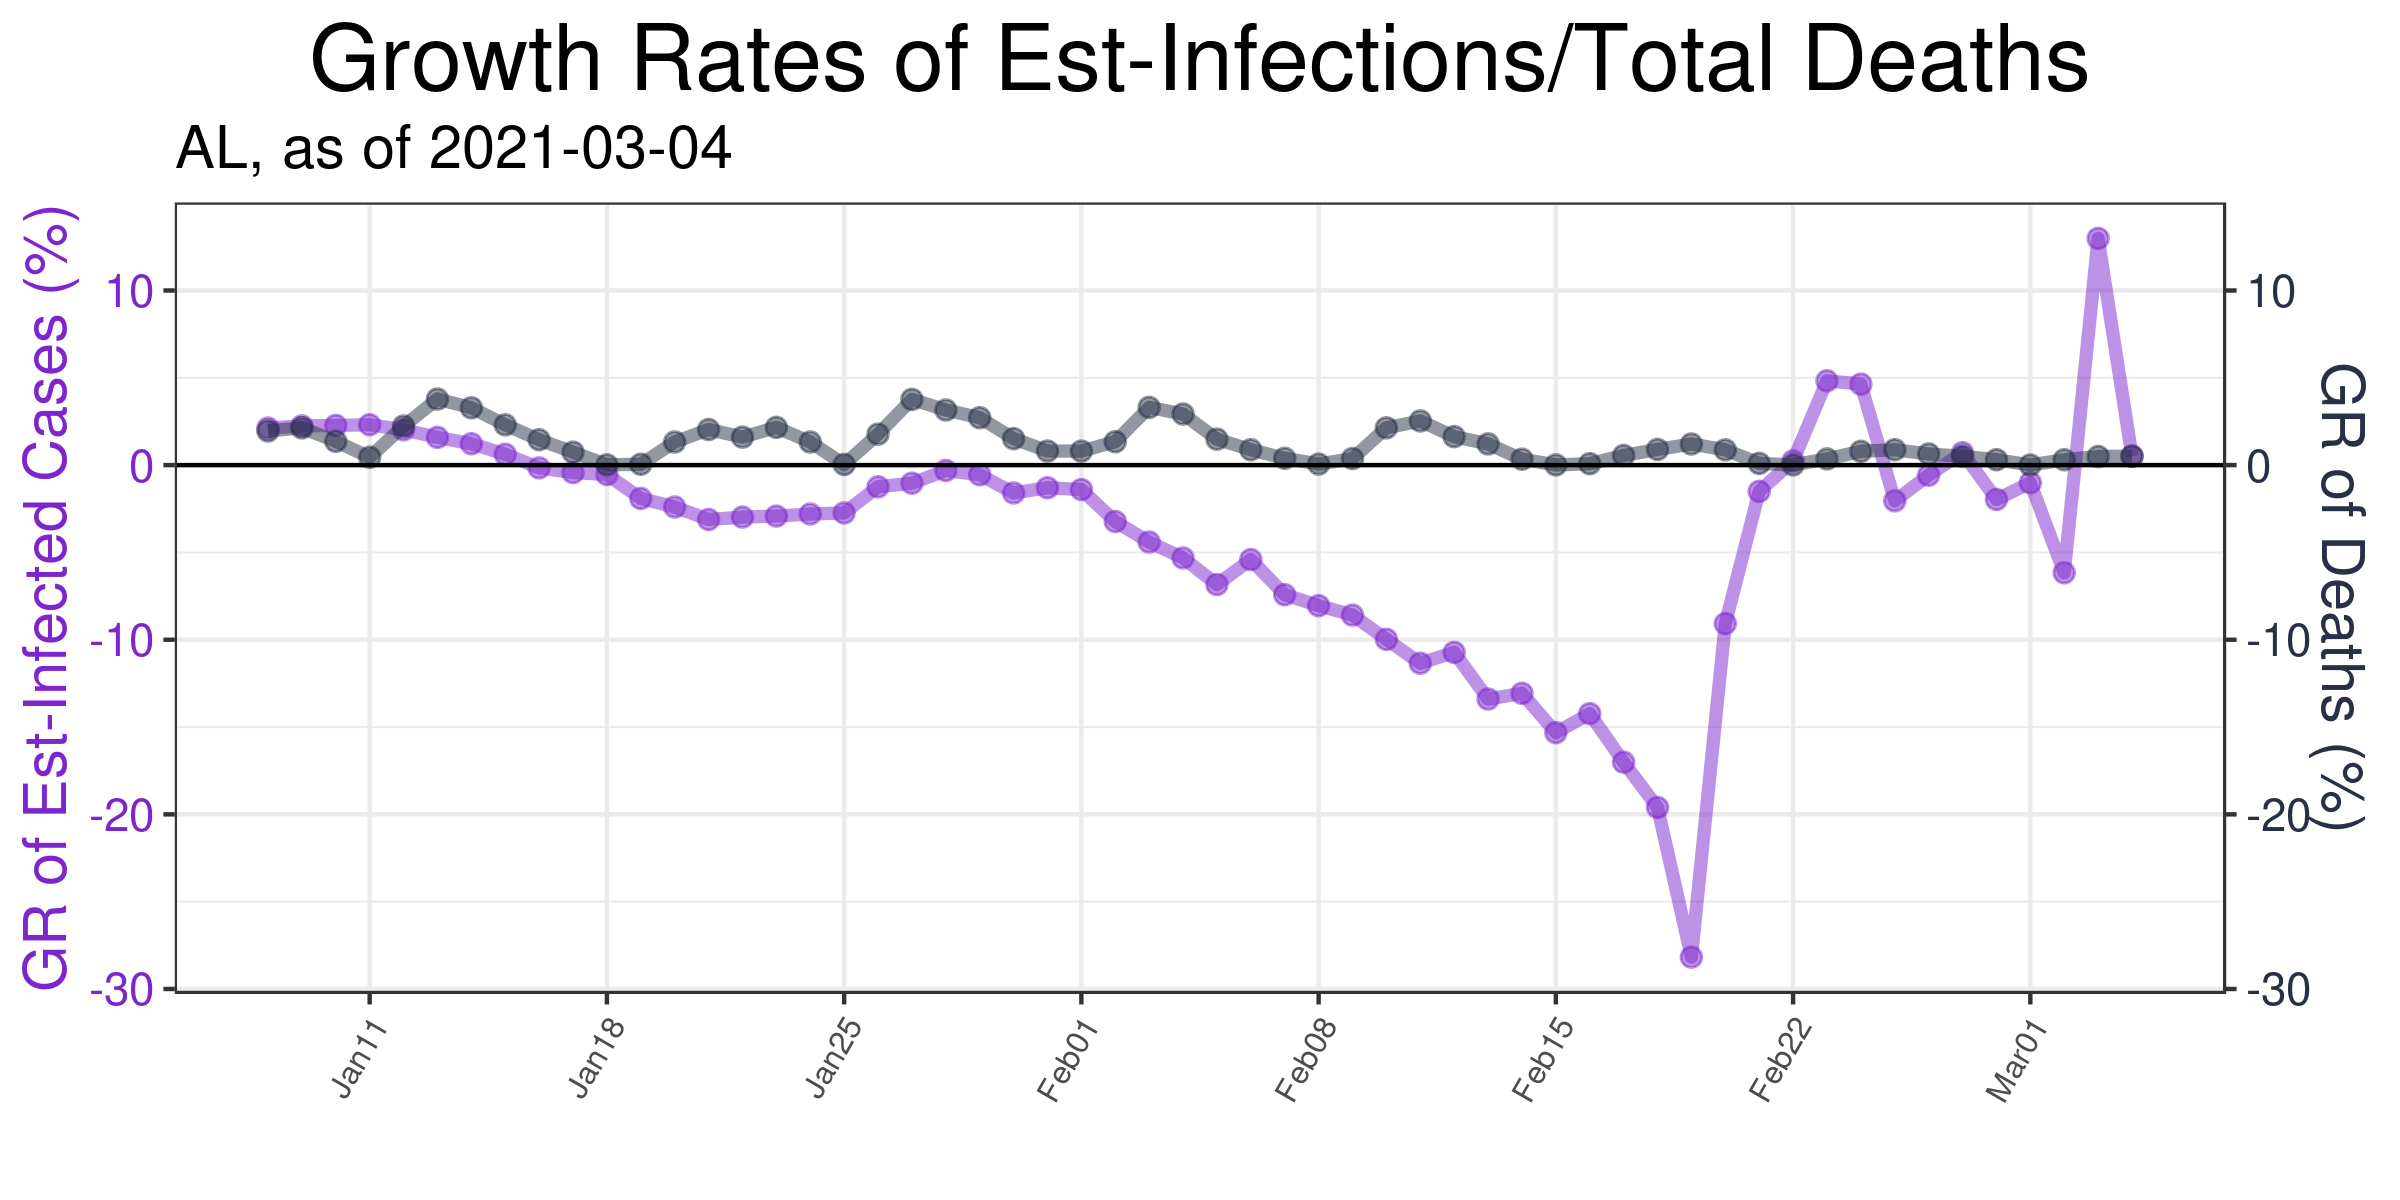 Growth Rates of Est-Infections/Total Deaths
AL, as of 2021-03-04
GR of Est-Infected Cases (%)
10
0
-10
-20
-30
10
0
-10
-20
-30
GR of Deaths (%)
Jan11
Jan18
Jan25
Feb01
Feb08
Feb15
Feb22
Mar01